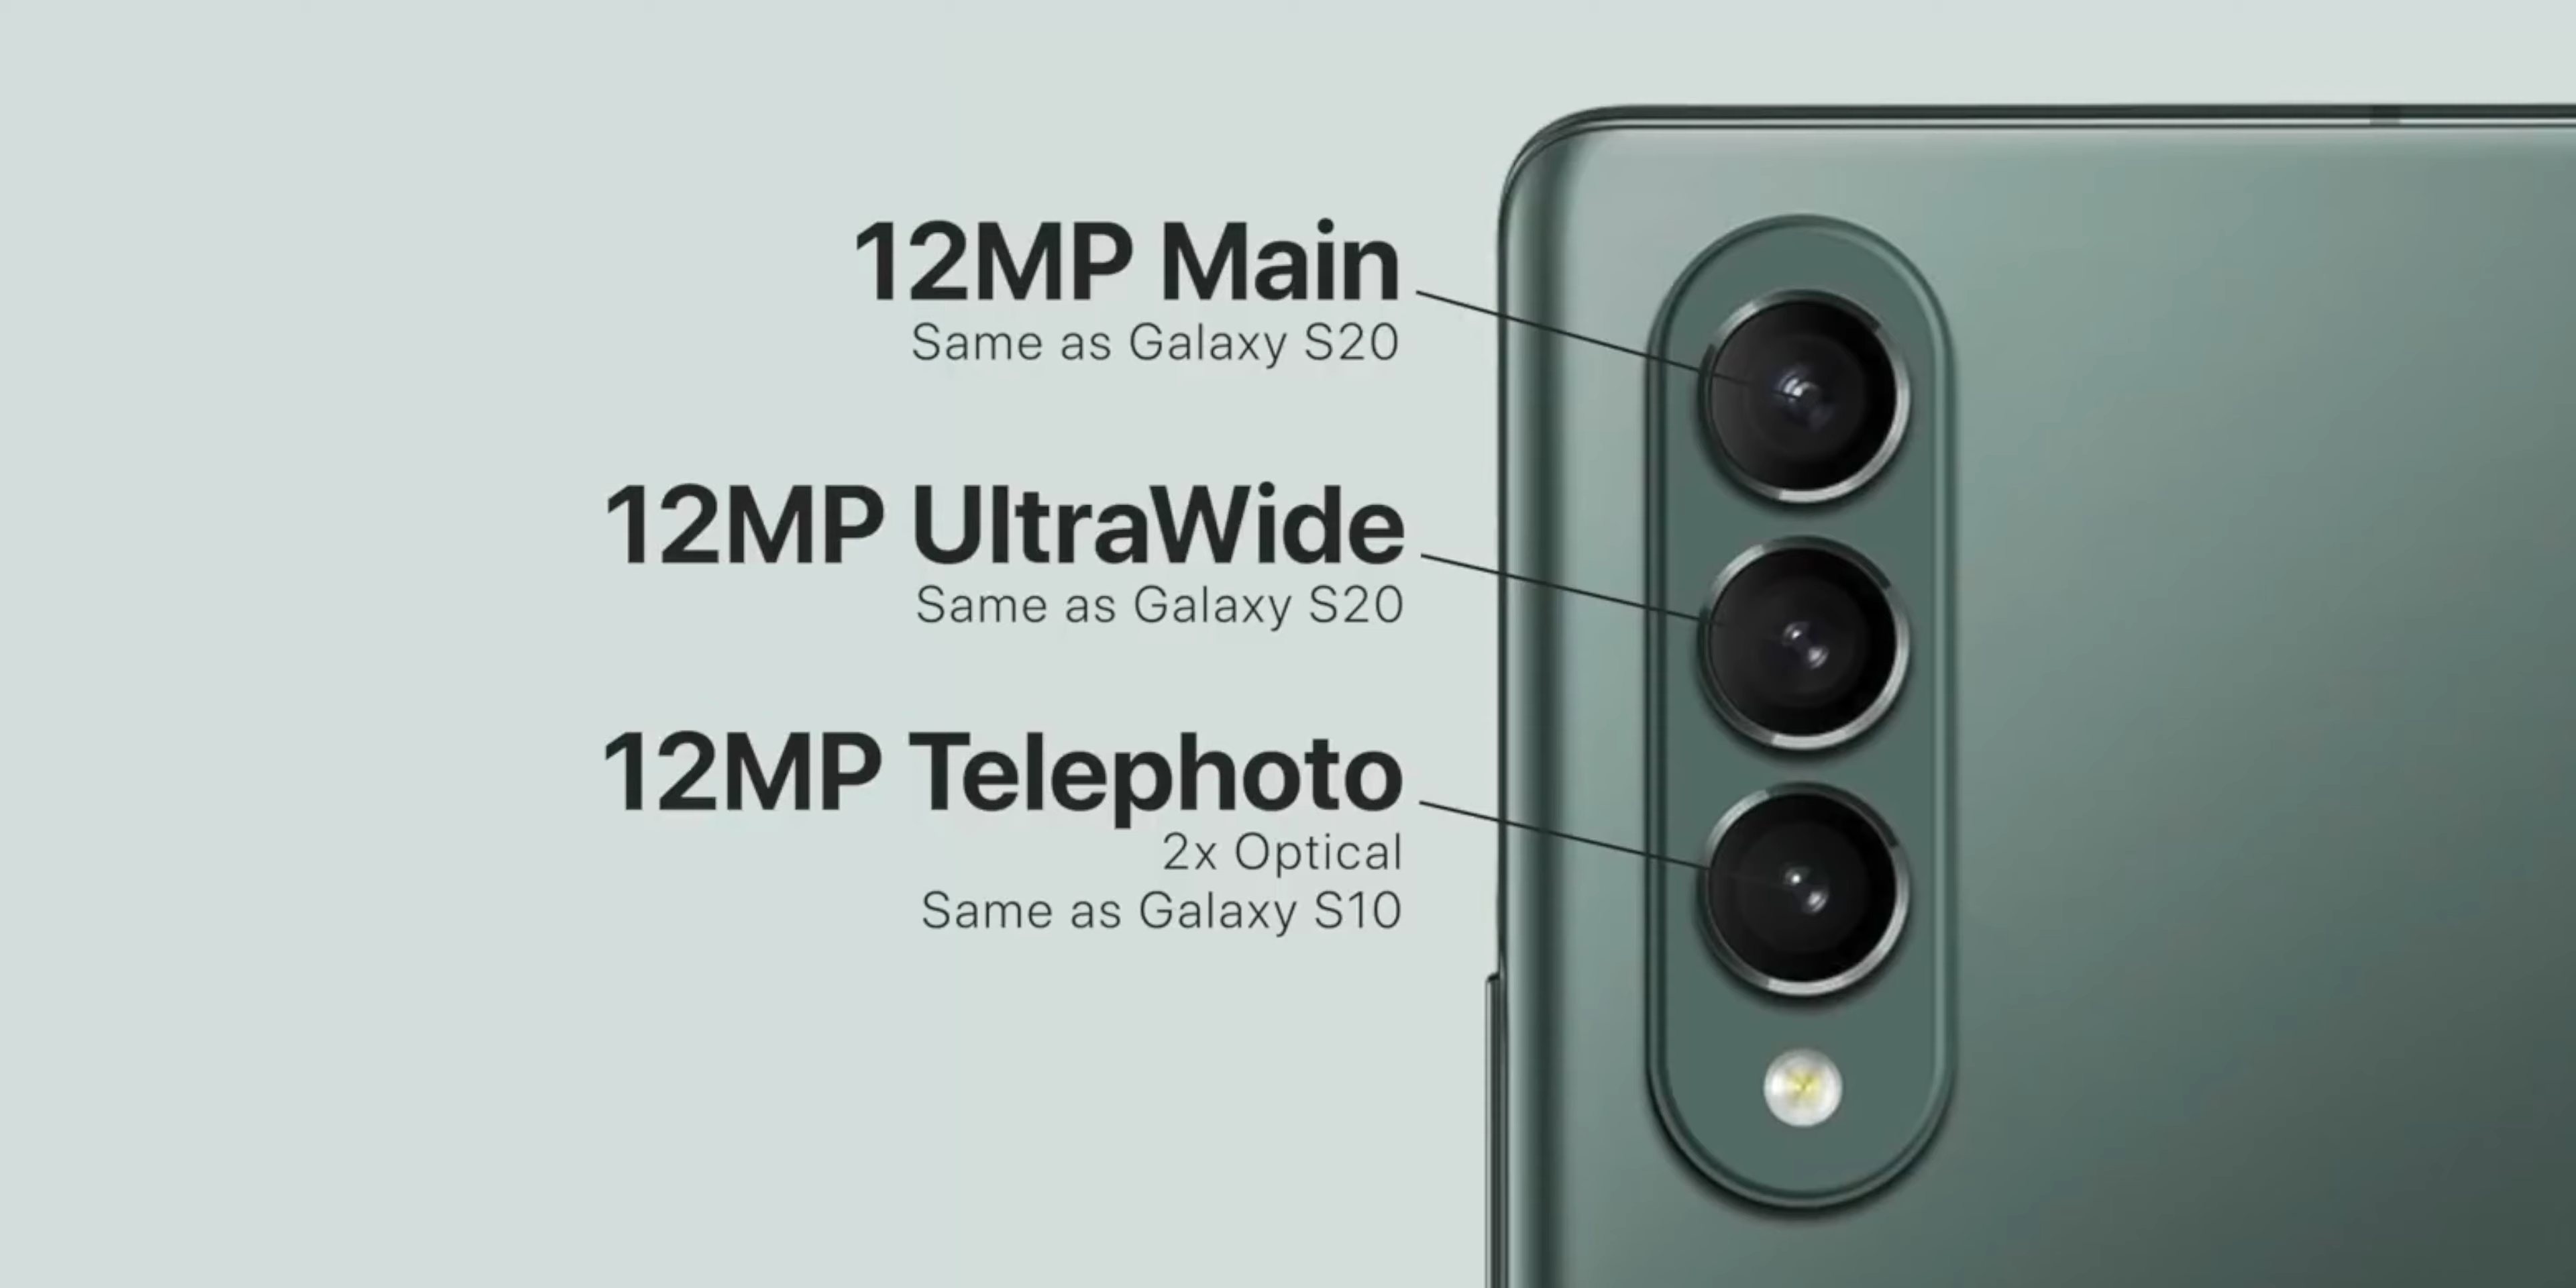 12MP Main
Same as Galaxy S20
12MP UltraWide
Same as Galaxy S20
12MP Telephoto
2x Optical
Same as Galaxy S10